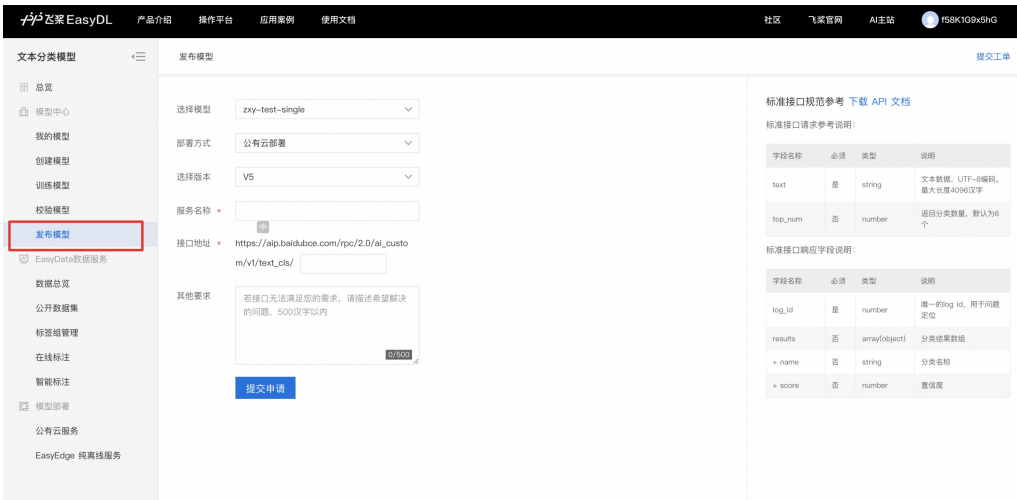 飞桨 EasyDL 产品介绍 操作平台 应用案例 使用文档 社区 飞桨官网 AI主站 f58K1G9x5hG
文本分类模型
总览
模型中心
我的模型
创建模型
训练模型
校验模型
发布模型
EasyData数据服务
数据总览
公开数据集
标签组管理
在线标注
智能标注
模型部署
公有云服务
EasyEdge 纯离线服务
发布模型 提交工单
选择模型 zxy-test-single
部署方式 公有云部署
选择版本 V5
服务名称 *
中
接口地址 * https://aip.baidubce.com/rpc/2.0/ai_custo
m/v1/text_cls/
其他要求 若接口无法满足您的需求，请描述希望解决
的问题，500汉字以内
0/500
提交申请
标准接口规范参考 下载 API 文档
标准接口请求参考说明：
字段名称 必须 类型 说明
text 是 string 文本数据，UTF-8编码。
最大长度4096汉字
top_num 否 number 返回分类数量，默认为6
个
标准接口响应字段说明：
字段名称 必须 类型 说明
log_id 是 number 唯一的log id，用于问题
定位
results 否 array(object) 分类结果数组
+ name 否 string 分类名称
+ score 否 number 置信度